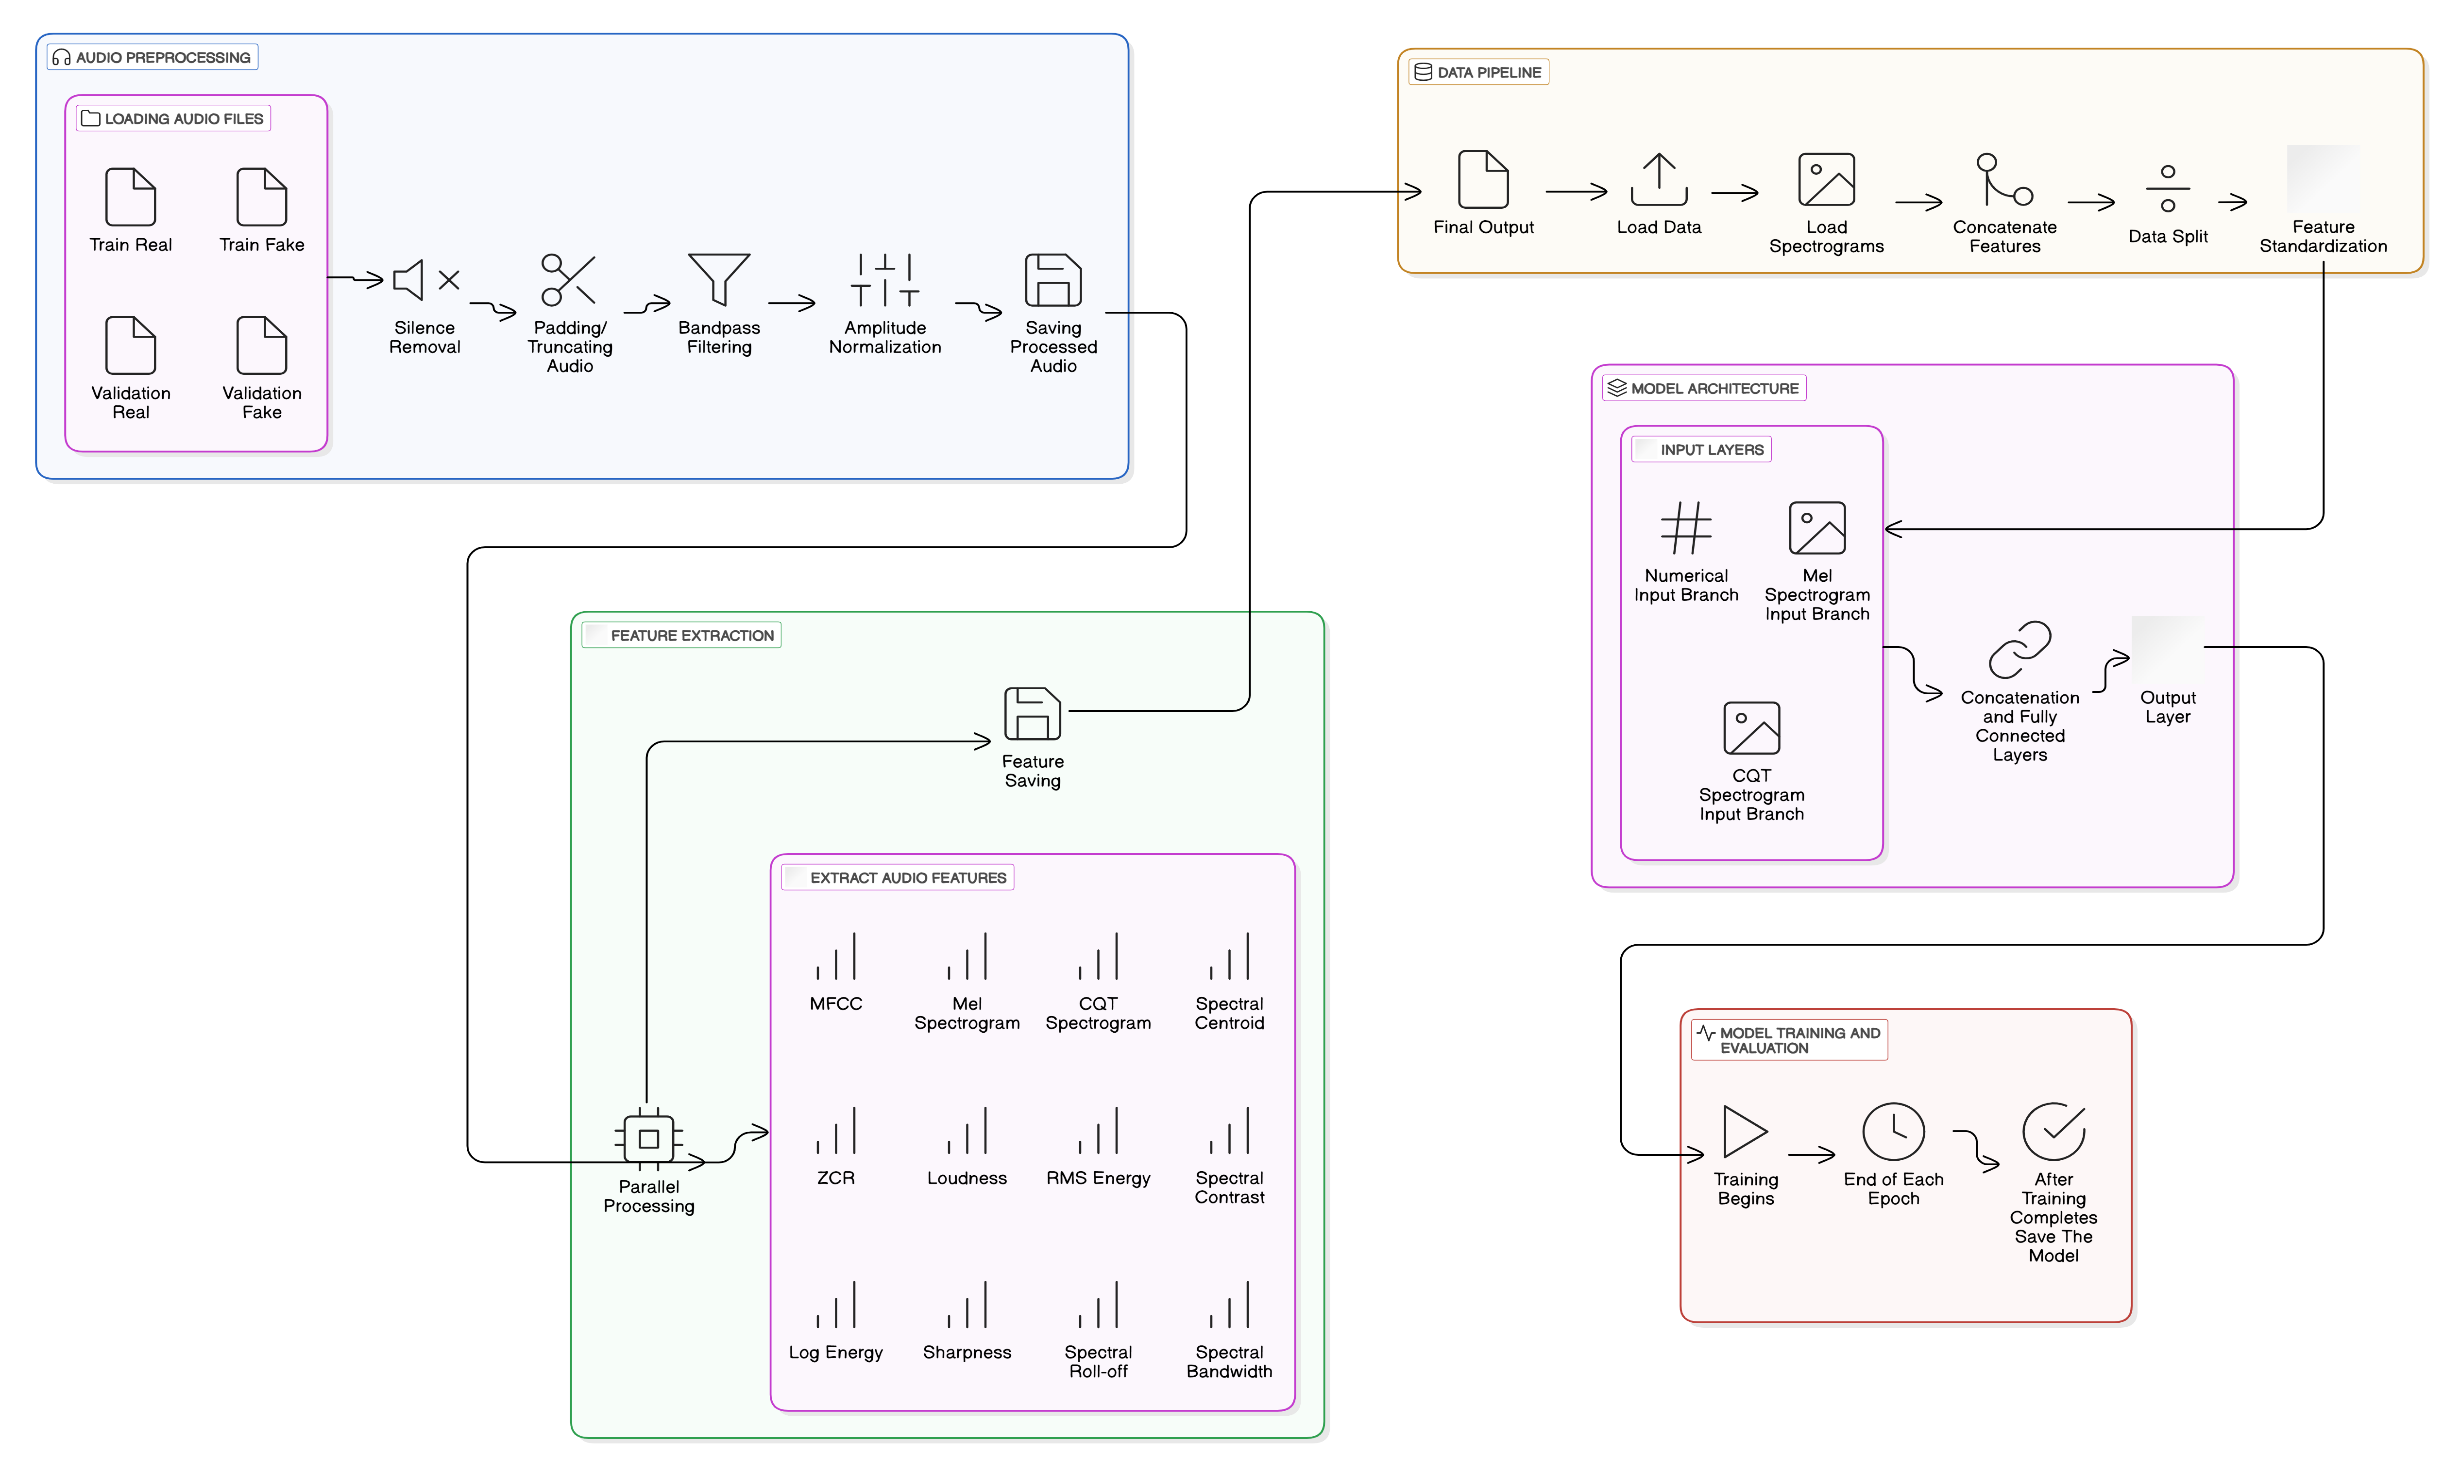 AUDIO PREPROCESSING
LOADING AUDIO FILES
Train Real
Train Fake
Validation
Real
Validation
Fake
Silence
Removal
Padding/
Truncating
Audio
Bandpass
Filtering
Amplitude
Normalization
Saving
Processed
Audio
DATA PIPELINE
Final Output
Load Data
Load
Spectrograms
Concatenate
Features
Data Split
Feature
Standardization
MODEL ARCHITECTURE
INPUT LAYERS
Numerical
Input Branch
Mel
Spectrogram
Input Branch
CQT
Spectrogram
Input Branch
Concatenation
and Fully
Connected
Layers
Output
Layer
FEATURE EXTRACTION
Feature
Saving
Parallel
Processing
EXTRACT AUDIO FEATURES
MFCC
Mel
Spectrogram
CQT
Spectrogram
Spectral
Centroid
ZCR
Loudness
RMS Energy
Spectral
Contrast
Log Energy
Sharpness
Spectral
Roll-off
Spectral
Bandwidth
MODEL TRAINING AND
EVALUATION
Training
Begins
End of Each
Epoch
After
Training
Completes
Save The
Model